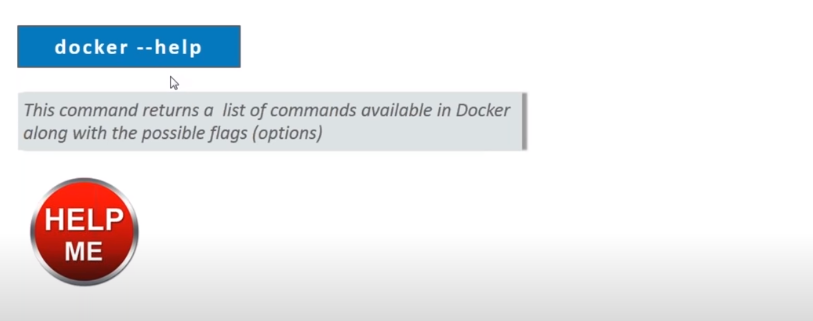 docker --help
This command returns a list of commands available in Docker
along with the possible flags (options)
HELP
ME